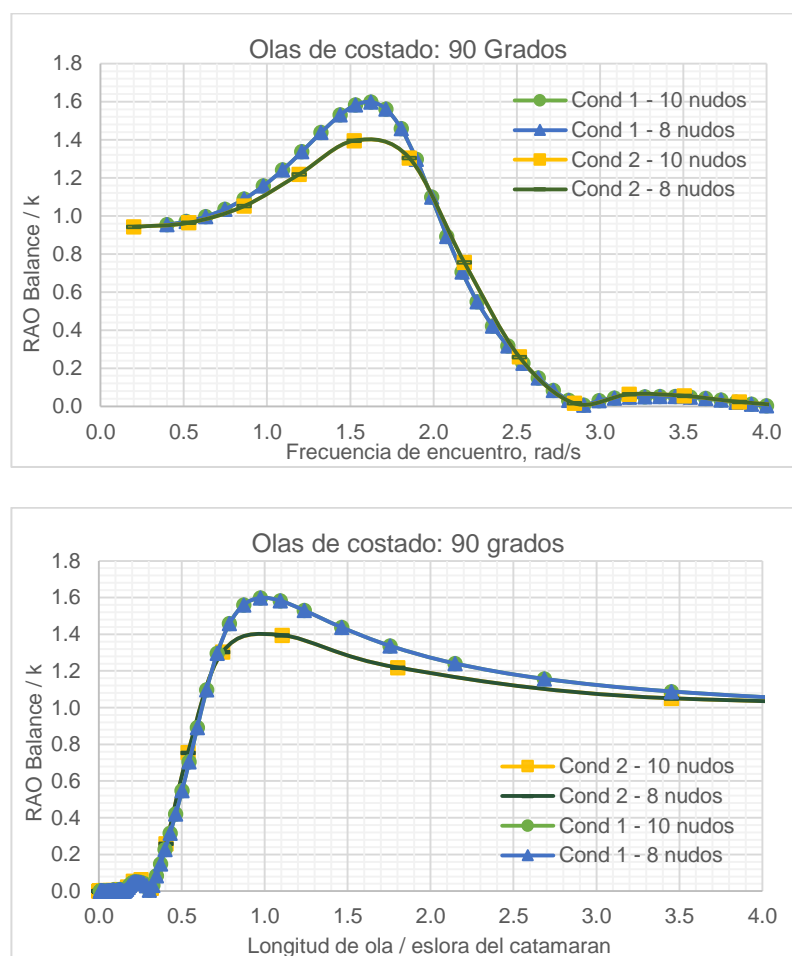 Olas de costado: 90 Grados
1.8
1.6
1.4
1.2
1.0
0.8
0.6
0.4
0.2
0.0
RAO Balance / k
Cond 1 - 10 nudos
Cond 1 - 8 nudos
Cond 2 - 10 nudos
Cond 2 - 8 nudos
0.0 0.5 1.0 1.5 2.0 2.5 3.0 3.5 4.0
Frecuencia de encuentro, rad/s
Olas de costado: 90 grados
1.8
1.6
1.4
1.2
1.0
0.8
0.6
0.4
0.2
0.0
RAO Balance / k
Cond 2 - 10 nudos
Cond 2 - 8 nudos
Cond 1 - 10 nudos
Cond 1 - 8 nudos
0.0 0.5 1.0 1.5 2.0 2.5 3.0 3.5 4.0
Longitud de ola / eslora del catamaran